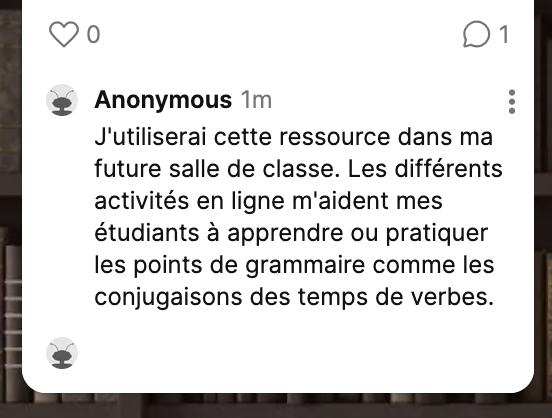 0 1
Anonymous 1m
J'utiliserai cette ressource dans ma
future salle de classe. Les différents
activités en ligne m'aident mes
étudiants à apprendre ou pratiquer
les points de grammaire comme les
conjugaisons des temps de verbes.